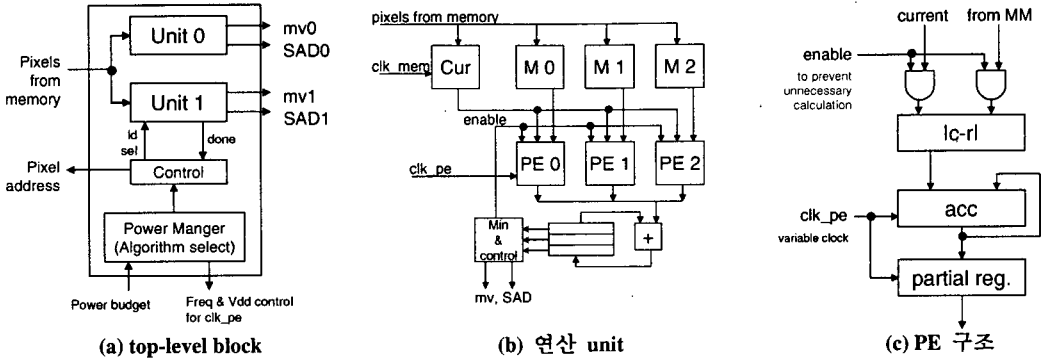 Unit 0
mv0
SAD0
Pixels
from
memory
Unit 1
mv1
SAD1
ld
sel
done
Pixel
address
Control
Power Manger
(Algorithm select)
Power budget
Freq & Vdd control
for clk_pe
(a) top-level block
pixels from memory
clk_mem
Cur
M 0
M 1
M 2
enable
clk_pe
PE 0
PE 1
PE 2
Min
&
control
+
mv, SAD
(b) 연산 unit
current
from MM
enable
to prevent
unnecessary
calculation
|c-r|
acc
clk_pe
variable clock
partial reg.
(c) PE 구조